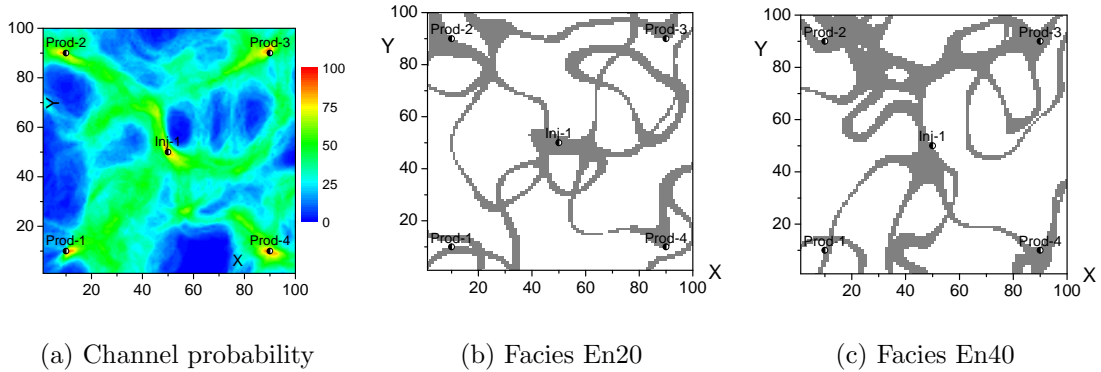 100
80
60
40
20
Y
X
Prod-2
Prod-3
Inj-1
Prod-1
Prod-4
20 40 60 80 100
100
75
50
25
0
100
80
60
40
20
Y
X
Prod-2
Prod-3
Inj-1
Prod-1
Prod-4
20 40 60 80 100
100
80
60
40
20
Y
X
Prod-2
Prod-3
Inj-1
Prod-1
Prod-4
20 40 60 80 100
(a) Channel probability
(b) Facies En20
(c) Facies En40